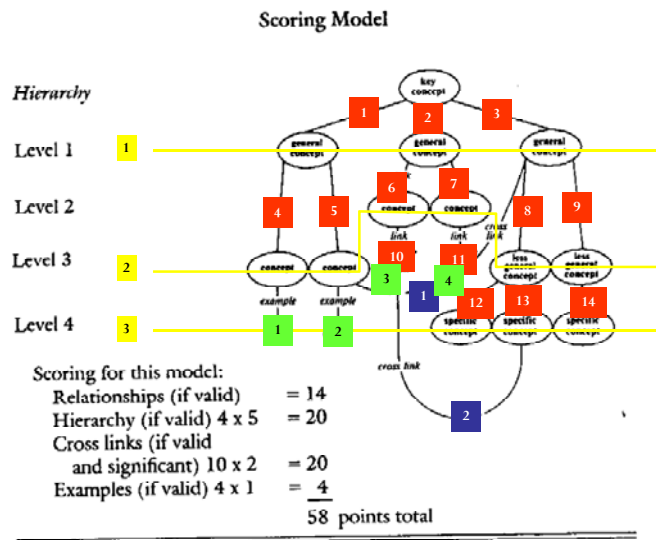 Scoring Model
key
concept
Hierarchy
1 2 3
Level 1 1 general
concept general
concept general
concept
Level 2 4 5 6 7 8 9
concept concept
link link cross
link
Level 3 2 10 11
concept concept less
general
concept less
general
concept
3 4 1
example example 12 13 14
Level 4 3 1 2 specific
concept specific
concept specific
concept
cross link
2
Scoring for this model:
Relationships (if valid) = 14
Hierarchy (if valid) 4 x 5 = 20
Cross links (if valid
and significant) 10 x 2 = 20
Examples (if valid) 4 x 1 = 4
58 points total